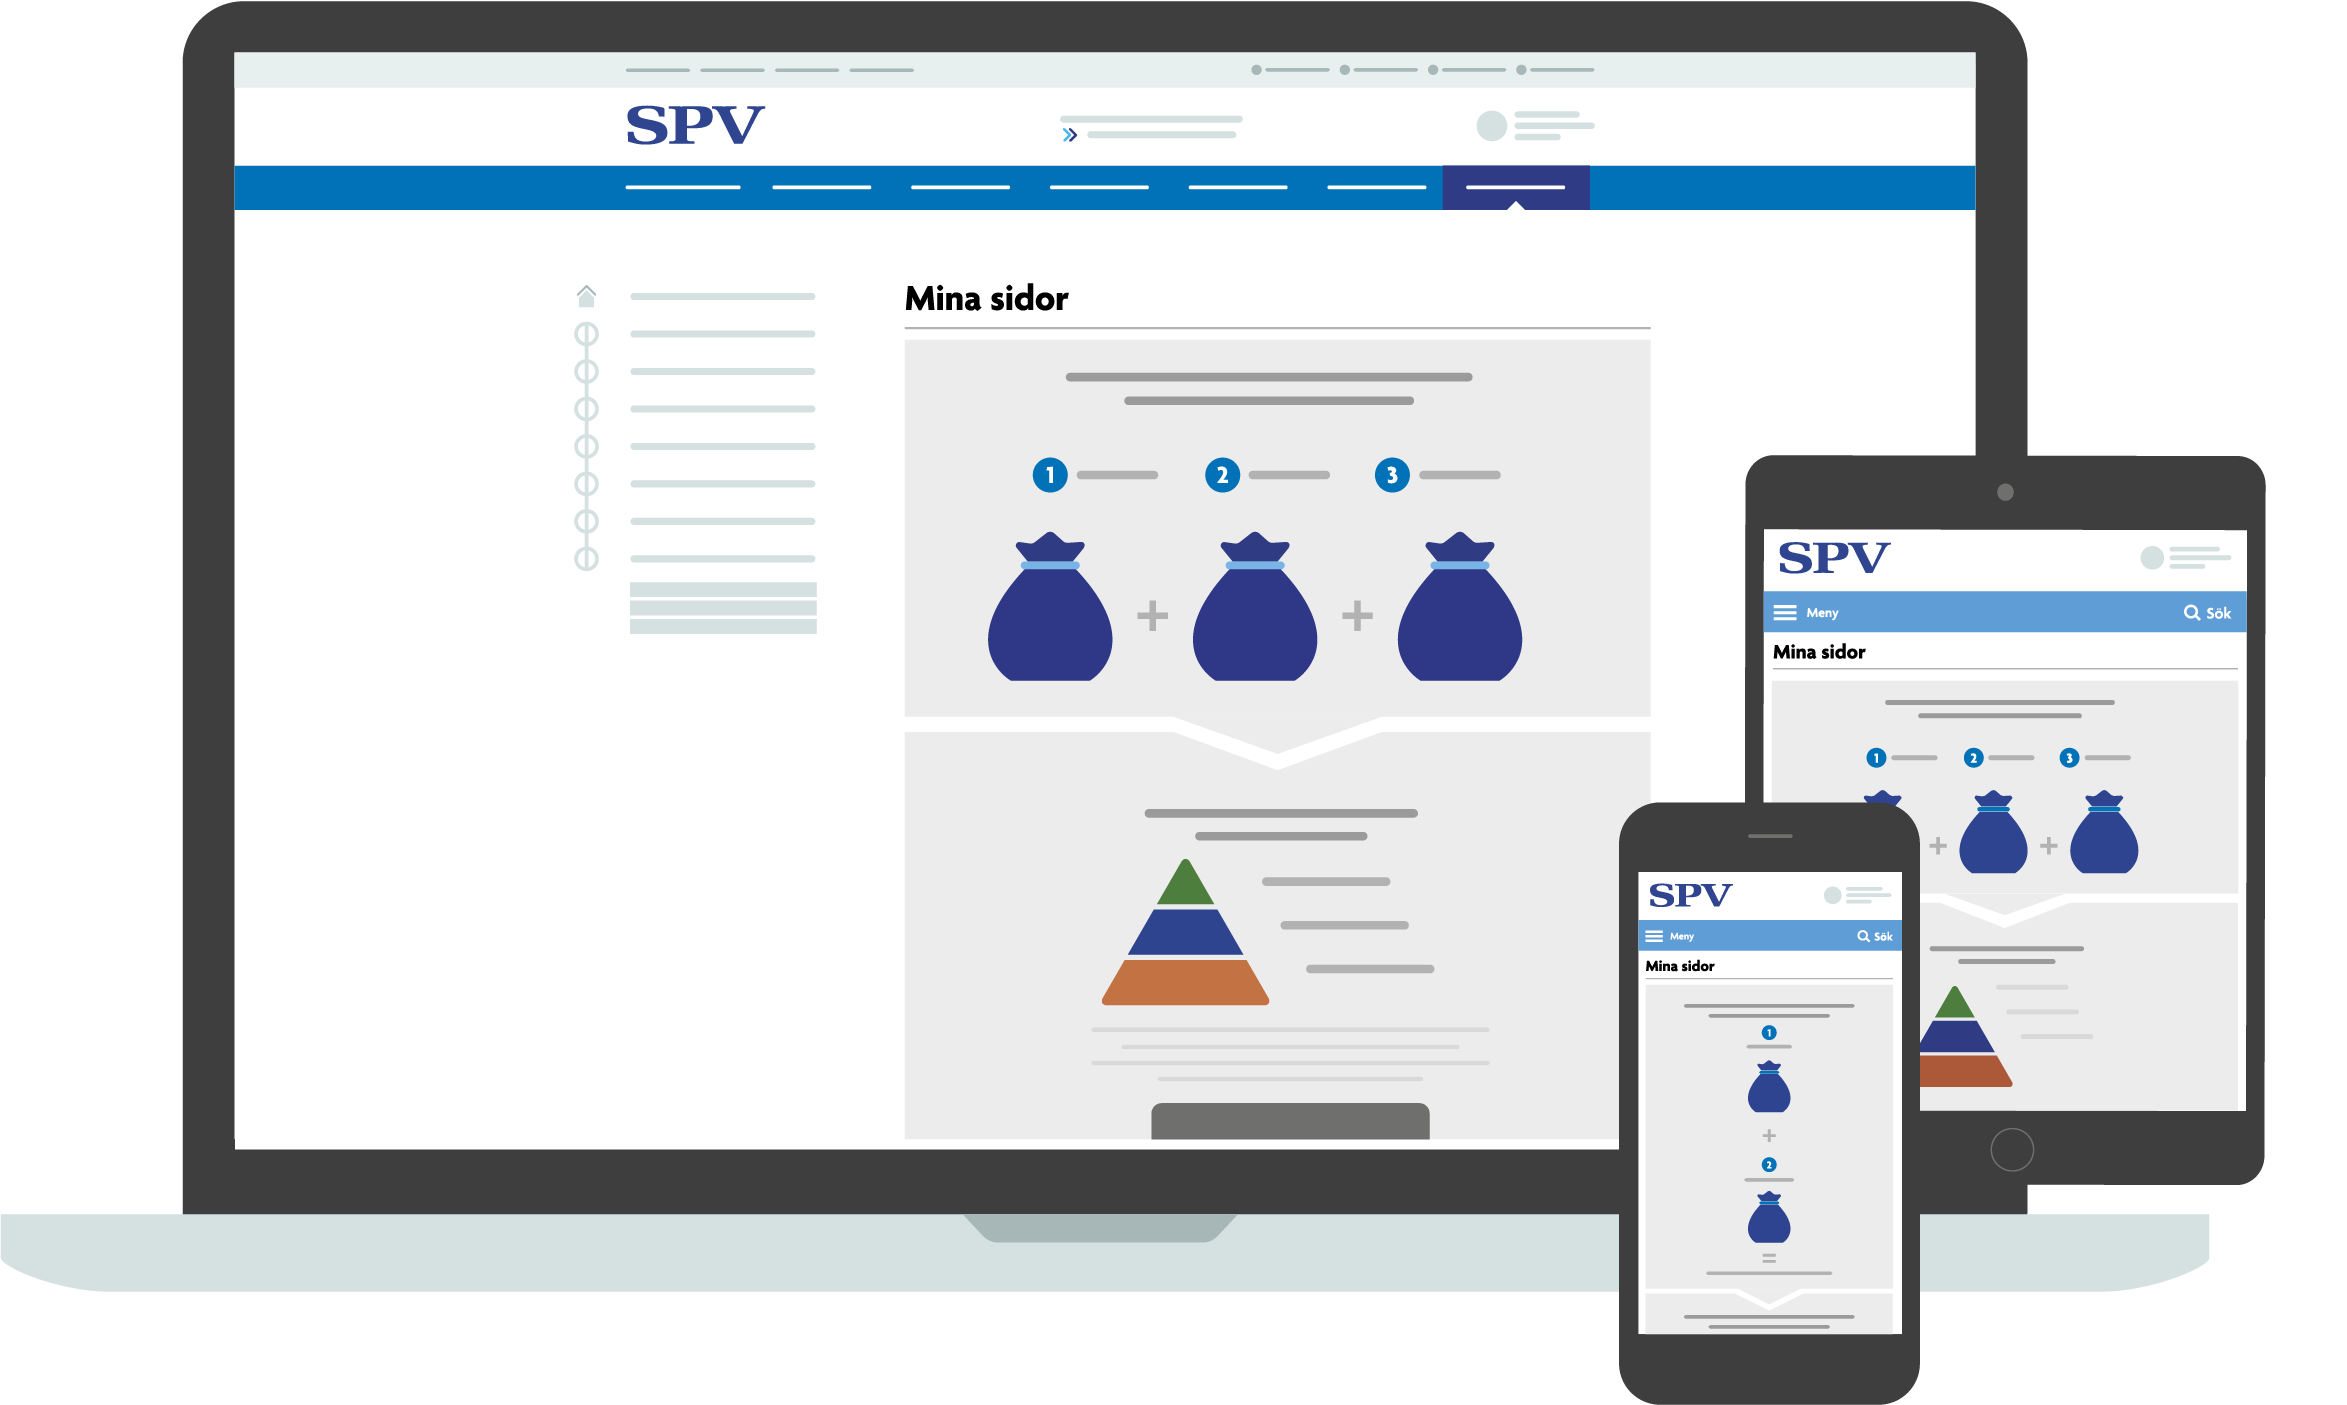 SPV
Mina sidor
1 2 3
SPV
Meny Sök
Mina sidor
1 2 3
SPV
Meny Sök
Mina sidor
1
2